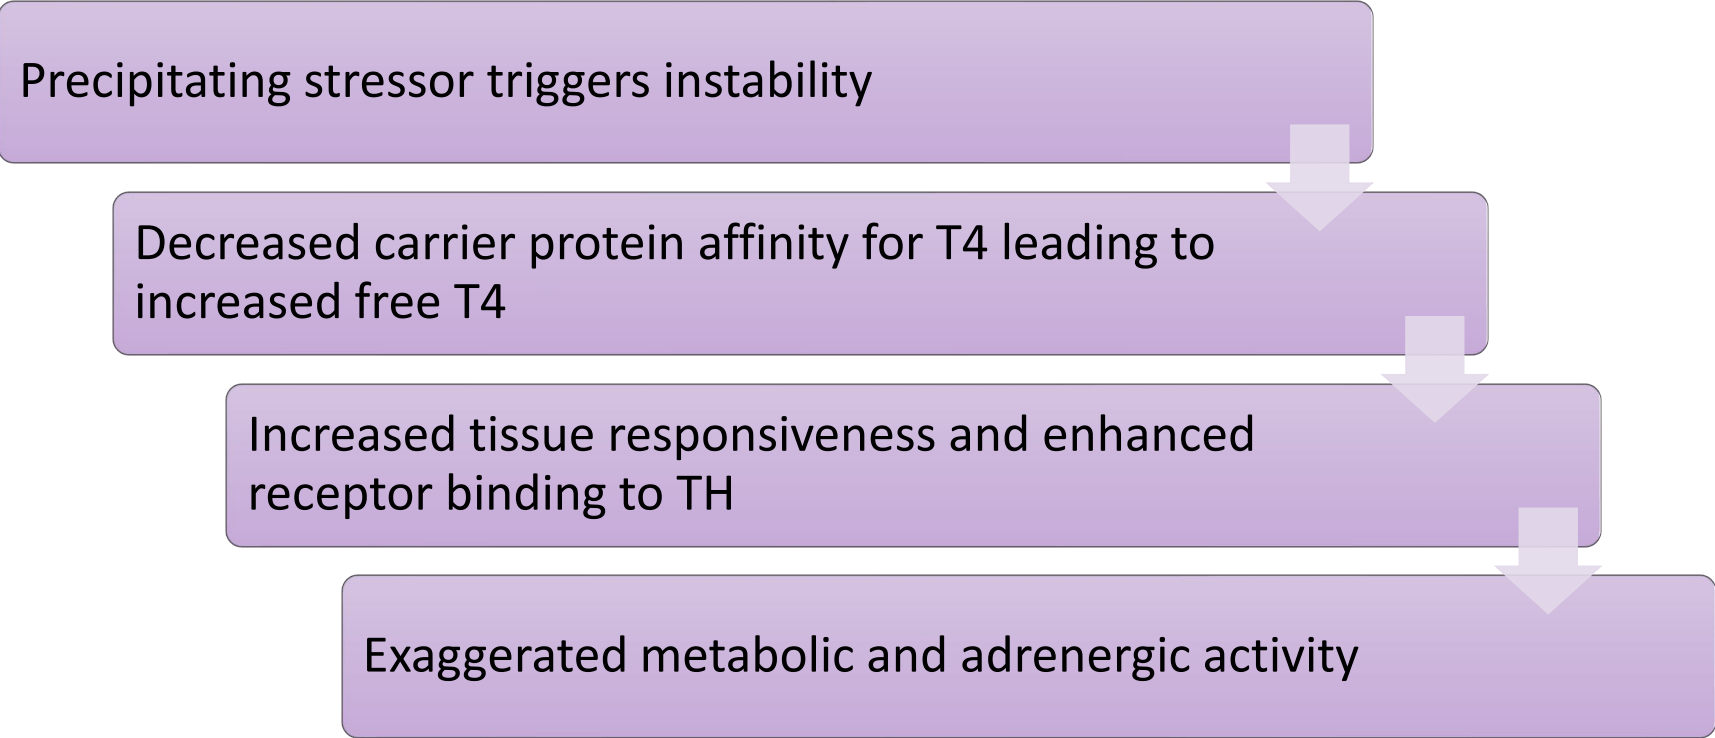 Precipitating stressor triggers instability
Decreased carrier protein affinity for T4 leading to
increased free T4
Increased tissue responsiveness and enhanced
receptor binding to TH
Exaggerated metabolic and adrenergic activity